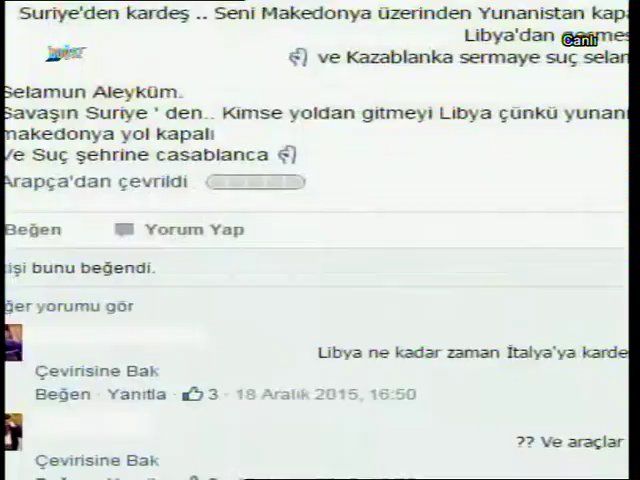 Suriye'den kardeş .. Seni Makedonya üzerinden Yunanistan kapa
Libya'dan
Canlı
ve Kazablanka sermaye suç selam
Selamun Aleyküm.
Savaşın Suriye ' den.. Kimse yoldan gitmeyi Libya çünkü yunani
makedonya yol kapalı
Ve Suç şehrine casablanca
Arapça'dan çevrildi
Beğen Yorum Yap
işi bunu beğendi.
ğer yorumu gör
Libya ne kadar zaman İtalya'ya karde
Çevirisine Bak
Beğen · Yanıtla · 3 · 18 Aralık 2015, 16:50
?? Ve araçlar
Çevirisine Bak